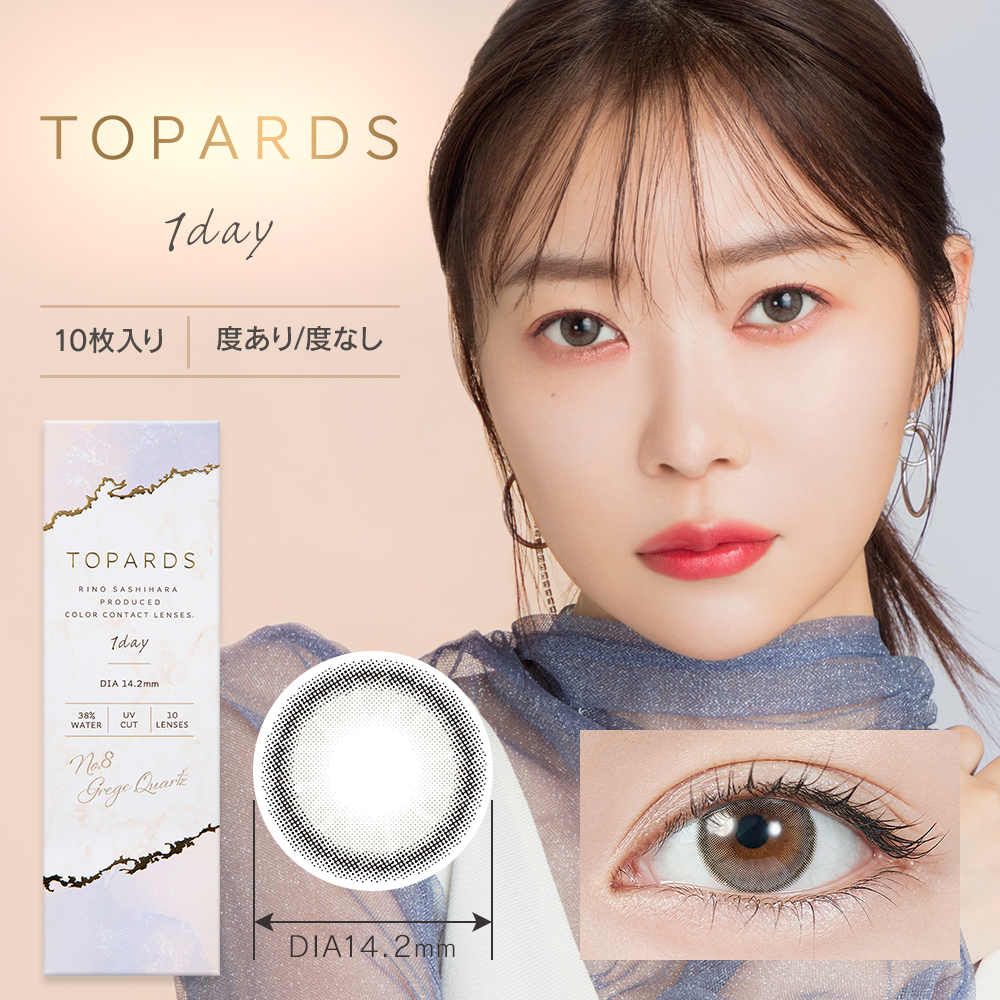 TOPARDS
1day
10枚入り
度あり/度なし
TOPARDS
RINO SASHIHARA
PRODUCED
COLOR CONTACT LENSES.
1day
DIA 14.2mm
38% WATER
UV CUT
10 LENSES
No.8
Grege Quartz
DIA14.2mm